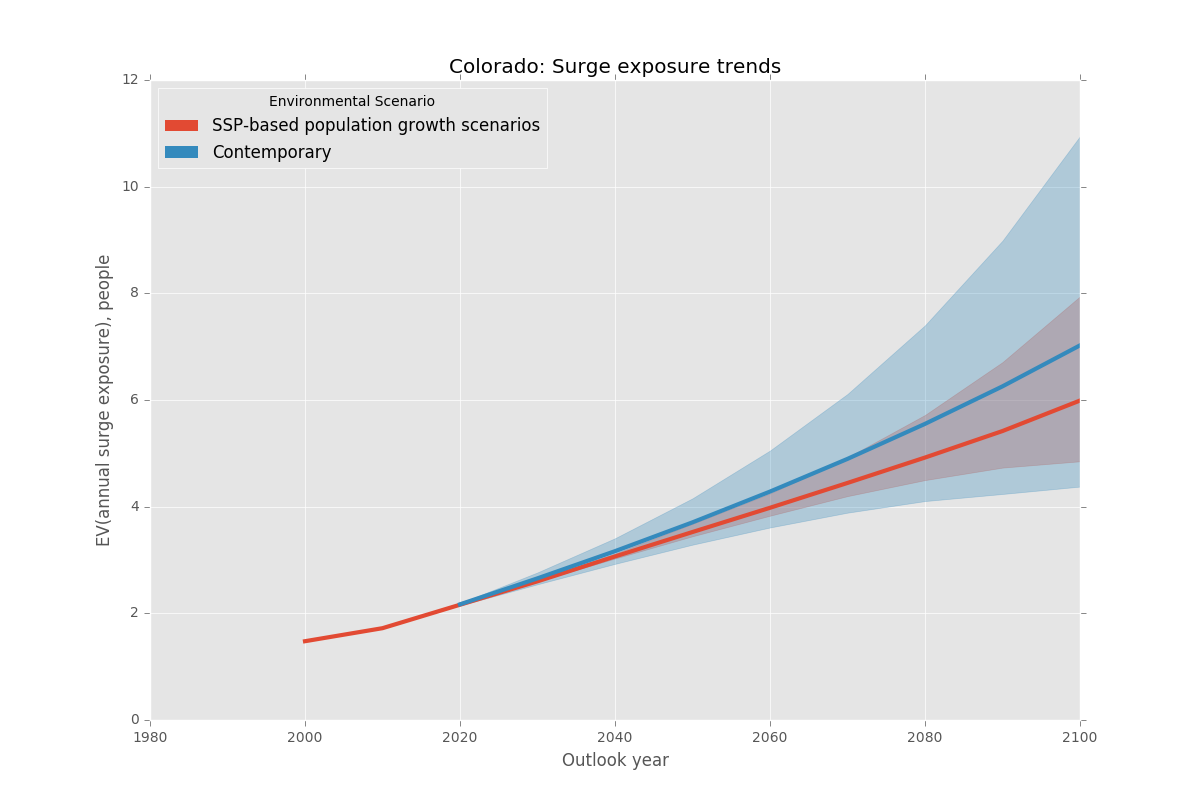 Colorado: Surge exposure trends
Environmental Scenario
SSP-based population growth scenarios
Contemporary
EV(annual surge exposure), people
12
10
8
6
4
2
0
1980 2000 2020 2040 2060 2080 2100
Outlook year